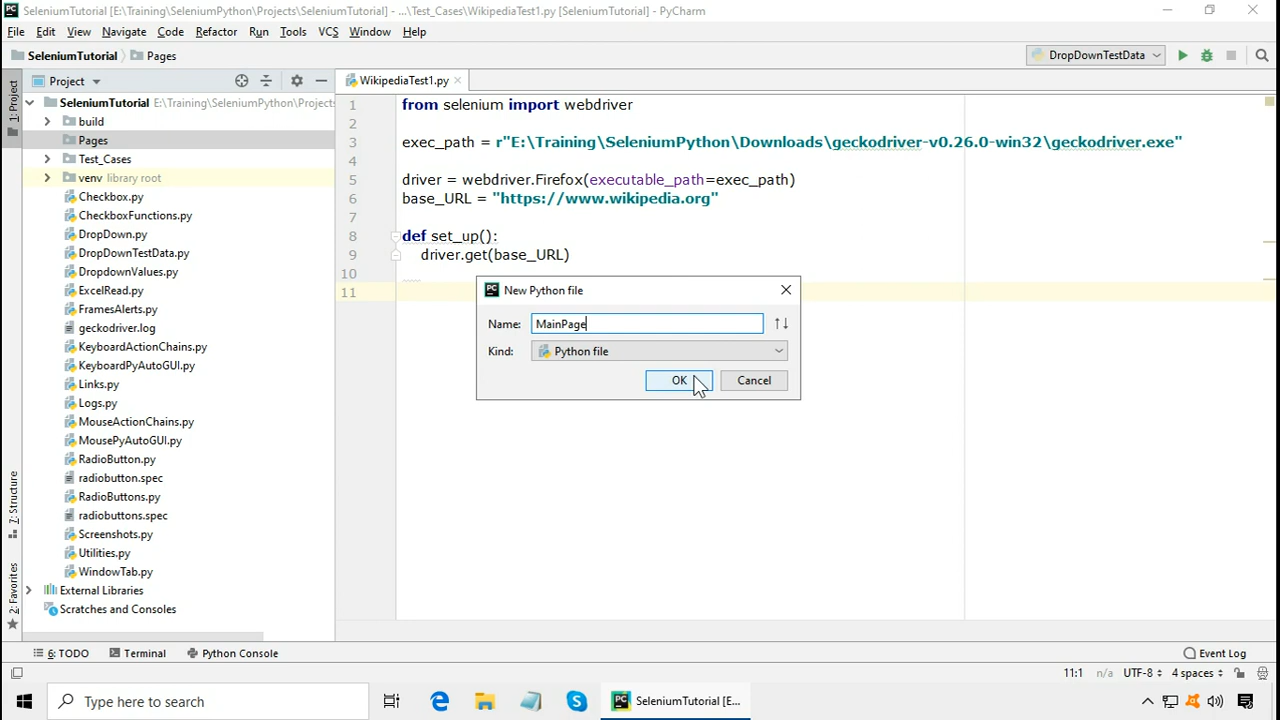 SeleniumTutorial [E:\Training\SeleniumPython\Projects\SeleniumTutorial] - ...\Test_Cases\WikipediaTest1.py [SeleniumTutorial] - PyCharm
File Edit View Navigate Code Refactor Run Tools VCS Window Help
SeleniumTutorial Pages DropDownTestData
1: Project
Project
WikipediaTest1.py
SeleniumTutorial E:\Training\SeleniumPython\Projects
build
Pages
Test_Cases
venv library root
Checkbox.py
CheckboxFunctions.py
DropDown.py
DropDownTestData.py
DropdownValues.py
ExcelRead.py
FramesAlerts.py
geckodriver.log
KeyboardActionChains.py
KeyboardPyAutoGUI.py
Links.py
Logs.py
MouseActionChains.py
MousePyAutoGUI.py
RadioButton.py
radiobutton.spec
RadioButtons.py
radiobuttons.spec
Screenshots.py
Utilities.py
WindowTab.py
External Libraries
Scratches and Consoles
7: Structure
2: Favorites
1 from selenium import webdriver
2
3 exec_path = r"E:\Training\SeleniumPython\Downloads\geckodriver-v0.26.0-win32\geckodriver.exe"
4
5 driver = webdriver.Firefox(executable_path=exec_path)
6 base_URL = "https://www.wikipedia.org"
7
8 def set_up():
9 driver.get(base_URL)
10
11
New Python file
Name: MainPage
Kind: Python file
OK Cancel
6: TODO Terminal Python Console Event Log
11:1 n/a UTF-8 4 spaces
Type here to search
SeleniumTutorial [E...